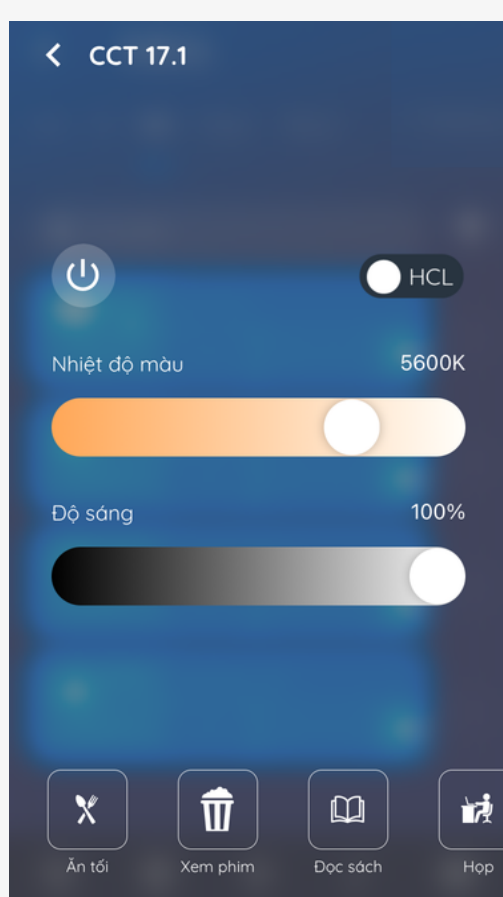 CCT 17.1
HCL
Nhiệt độ màu 5600K
Độ sáng 100%
Ăn tối Xem phim Đọc sách Họp